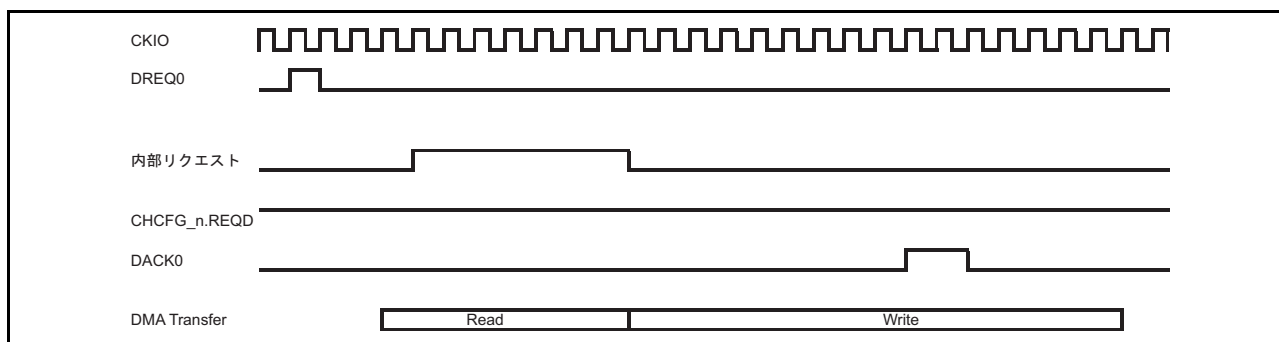 CKIO
DREQ0
内部リクエスト
CHCFG_n.REQD
DACK0
DMA Transfer Read Write